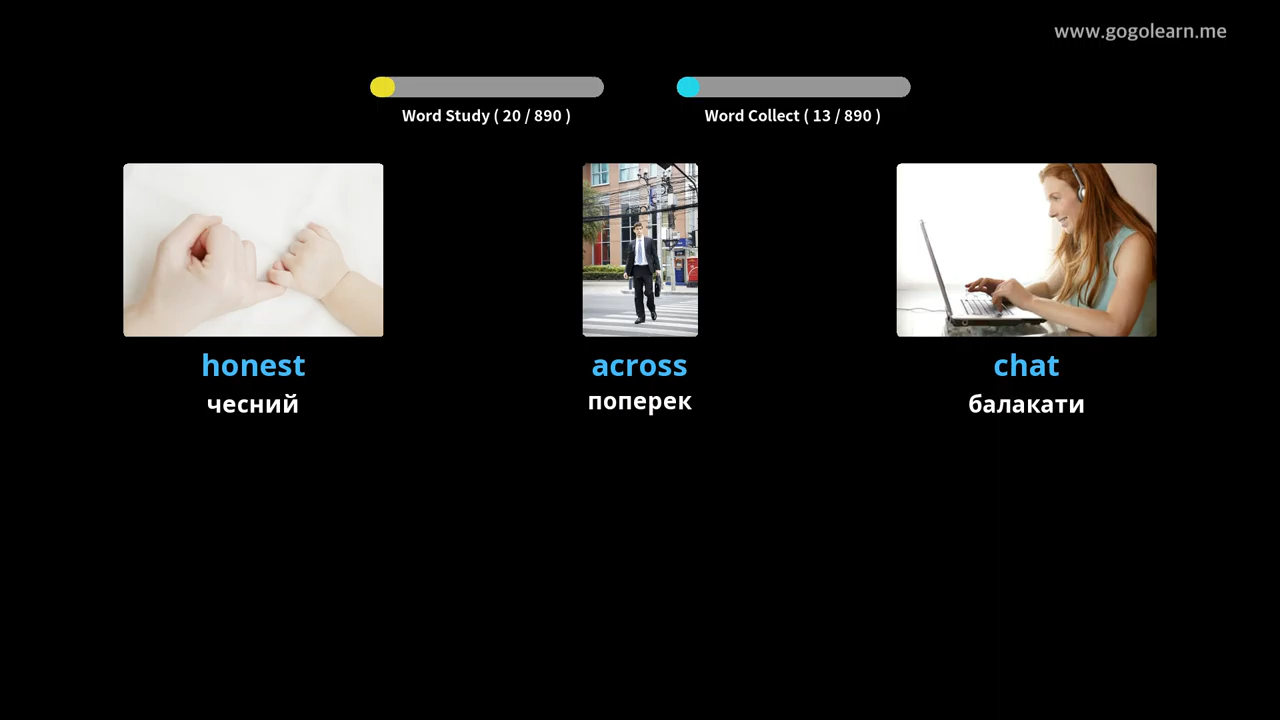 www.gogolearn.me
Word Study ( 20 / 890 )
Word Collect ( 13 / 890 )
honest
across
chat
чесний
поперек
балакати